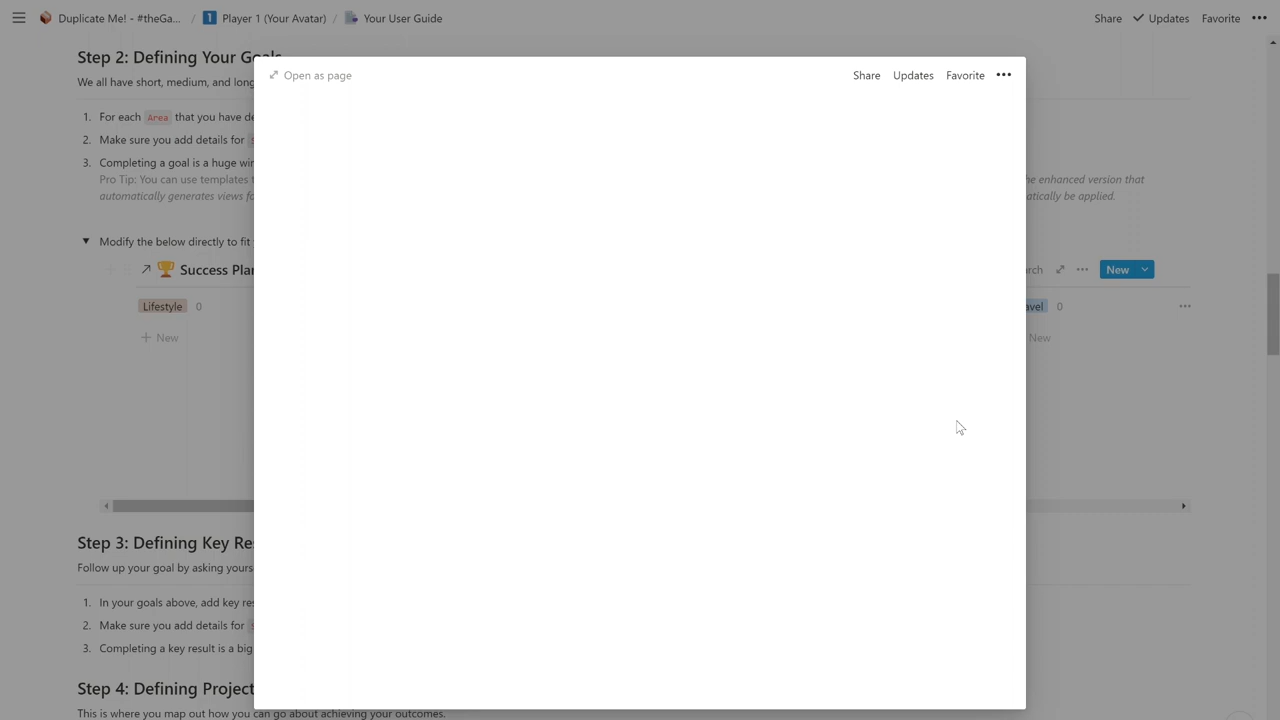 Duplicate Me! - #theGa... / Player 1 (Your Avatar) / Your User Guide Share Updates Favorite
Step 2: Defining Your Goals
We all have short, medium, and long
Open as page Share Updates Favorite
1. For each Area that you have de
2. Make sure you add details for
3. Completing a goal is a huge win
Pro Tip: You can use templates he enhanced version that
automatically generates views fo atically be applied.
Modify the below directly to fit
Success Plan rch New
Lifestyle 0 avel 0
+ New New
Step 3: Defining Key Re
Follow up your goal by asking yours
1. In your goals above, add key res
2. Make sure you add details for
3. Completing a key result is a big
Step 4: Defining Project
This is where you map out how you can go about achieving your outcomes.